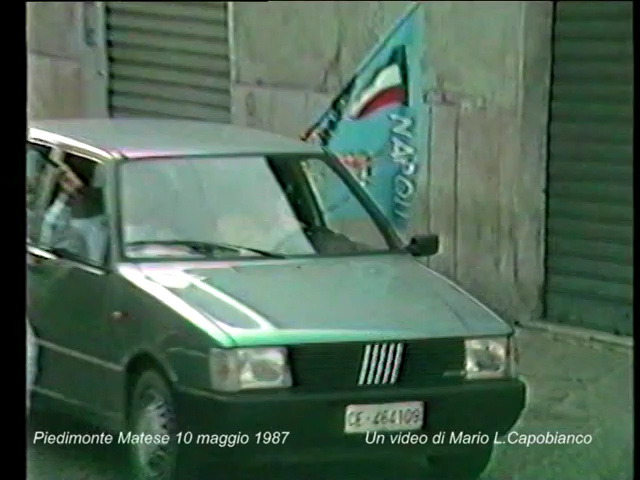 NAPOLI
CE·464109
Piedimonte Matese 10 maggio 1987
Un video di Mario L.Capobianco